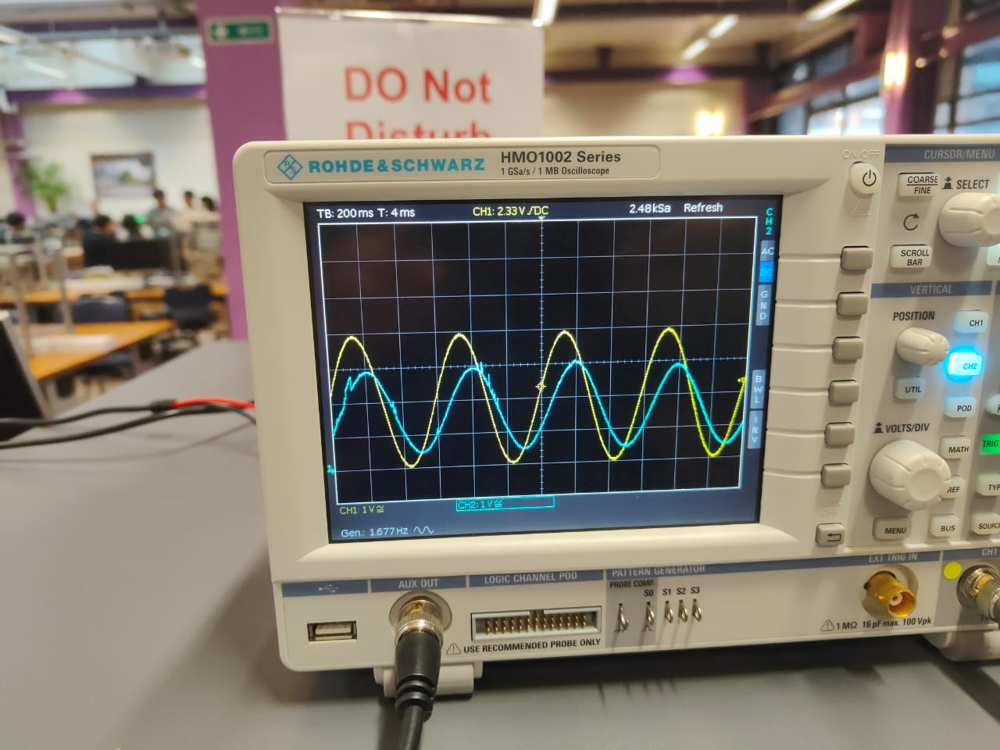 DO Not
Disturb
ROHDE & SCHWARZ
HMO1002 Series
1 GSa/s / 1 MB Oscilloscope
ON/OFF
CURSOR/MENU
COARSE
FINE
SELECT
SCROLL
BAR
TB: 200 ms T: 4 ms
CH1: 2.33 V / DC
2.48 kSa
Refresh
CH2
AC
DC
GND
BWL
INV
VERTICAL
POSITION
CH1
CH2
UTIL
POD
VOLTS/DIV
MATH
TRIG
REF
TYP
MENU
BUS
SOURC
CH1: 1 V
CH2: 1 V
Gen.: 1.677 Hz
AUX OUT
LOGIC CHANNEL POD
PATTERN GENERATOR
PROBE COMP.
S0 S1 S2 S3
EXT TRIG IN
CH1
USE RECOMMENDED PROBE ONLY
1 MΩ 16 pF max. 100 Vpk